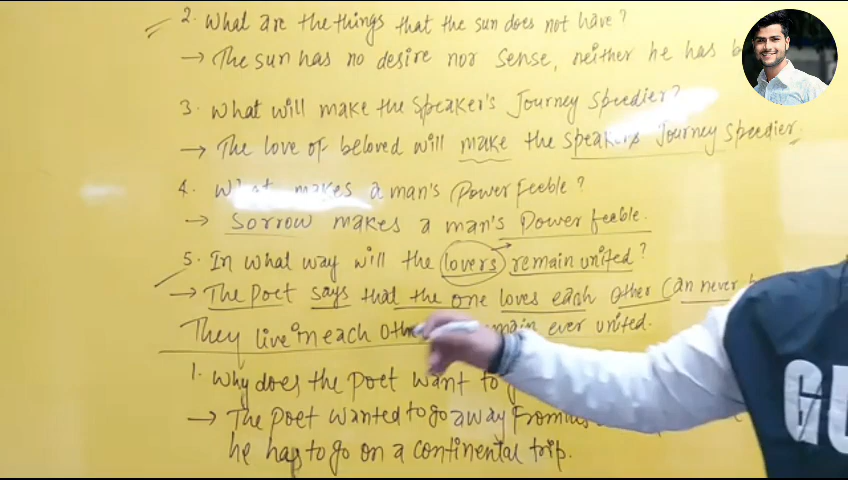 2. What are the things that the sun does not have?
→ The sun has no desire nor sense, neither he has
3. What will make the speaker's Journey speedier?
→ The love of beloved will make the speakers Journey speedier.
4. What makes a man's Power feeble?
→ Sorrow makes a man's Power feeble.
5. In what way will the lovers remain united?
→ The Poet says that the one loves each other can never
They live in each remain ever united.
1. Why does the Poet want to
→ The Poet wanted to go away From
he has to go on a continental trip.